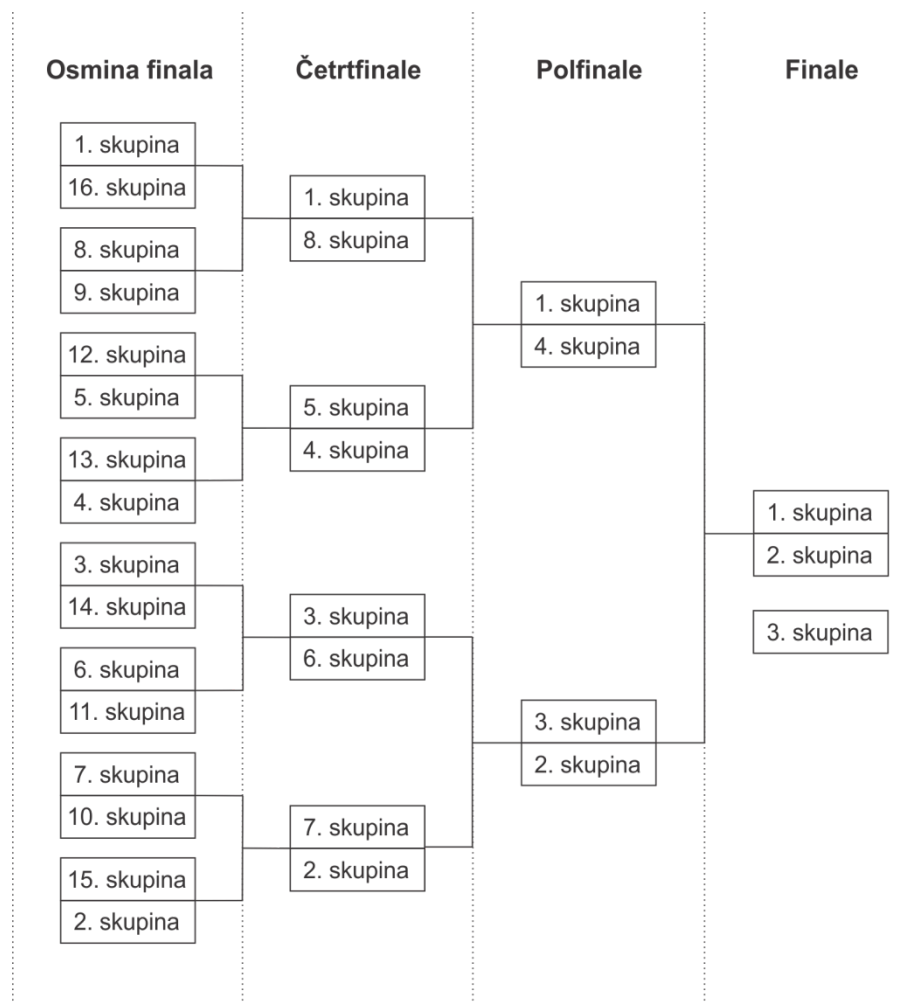 Osmina finala
Četrtfinale
Polfinale
Finale
1. skupina
16. skupina
8. skupina
9. skupina
12. skupina
5. skupina
13. skupina
4. skupina
3. skupina
14. skupina
6. skupina
11. skupina
7. skupina
10. skupina
15. skupina
2. skupina
1. skupina
8. skupina
5. skupina
4. skupina
3. skupina
6. skupina
7. skupina
2. skupina
1. skupina
4. skupina
3. skupina
2. skupina
1. skupina
2. skupina
3. skupina